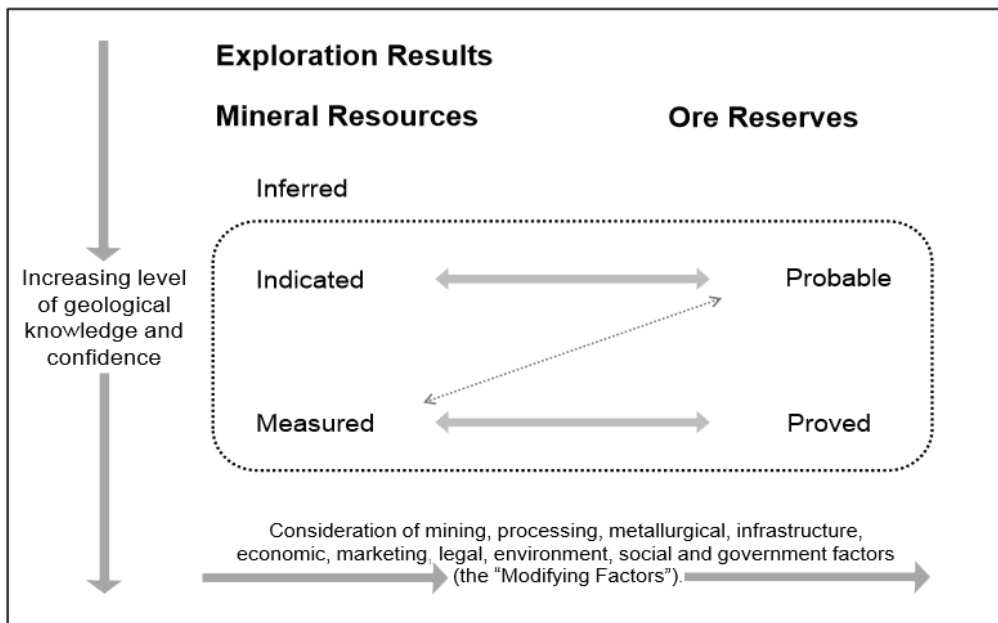 Exploration Results
Mineral Resources
Ore Reserves
Inferred
Increasing level
of geological
knowledge and
confidence
Indicated
Probable
Measured
Proved
Consideration of mining, processing, metallurgical, infrastructure,
economic, marketing, legal, environment, social and government factors
(the “Modifying Factors”).